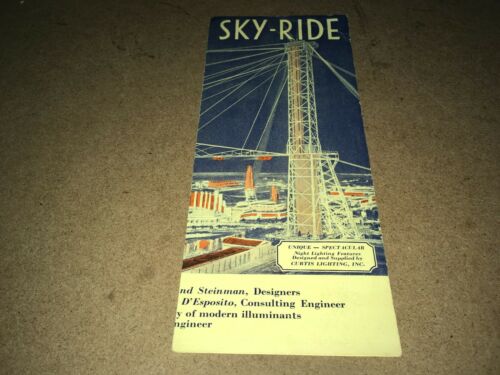 SKY-RIDE
UNIQUE — SPECTACULAR
Night Lighting Features
Designed and Supplied by
CURTIS LIGHTING, INC.
nd Steinman, Designers
D'Esposito, Consulting Engineer
y of modern illuminants
ngineer